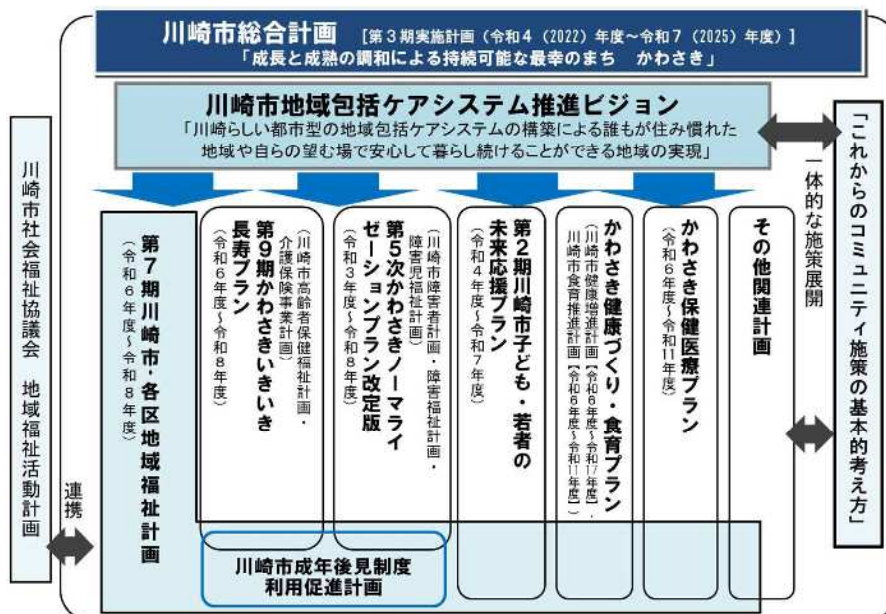 川崎市総合計画 [第3期実施計画(令和4(2022)年度~令和7(2025)年度)]
「成長と成熟の調和による持続可能な最幸のまち かわさき」
川崎市地域包括ケアシステム推進ビジョン
「川崎らしい都市型の地域包括ケアシステムの構築による誰もが住み慣れた
地域や自らの望む場で安心して暮らし続けることができる地域の実現」
「これからのコミュニティ施策の基本的考え方」
一体的な施策展開
その他関連計画
かわさき保健医療プラン
(令和6年度~令和11年度)
かわさき健康づくり・食育プラン
(川崎市健康増進計画【令和6年度~令和17年度】・
川崎市食育推進計画【令和6年度~令和11年度】)
第2期川崎市子ども・若者の
未来応援プラン
(令和4年度~令和7年度)
(川崎市障害者計画・障害福祉計画・
障害児福祉計画)
第5次かわさきノーマライ
ゼーションプラン改定版
(令和3年度~令和8年度)
(川崎市高齢者保健福祉計画・
介護保険事業計画)
第9期かわさきいきいき
長寿プラン
(令和6年度~令和8年度)
第7期川崎市・各区地域福祉計画
(令和6年度~令和8年度)
連携
川崎市社会福祉協議会 地域福祉活動計画
川崎市成年後見制度
利用促進計画